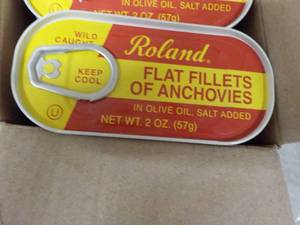 IN OLIVE OIL, SALT ADDED
NET WT. 2 OZ. (57g)
WILD
CAUGHT
KEEP
COOL
U
Roland
FLAT FILLETS
OF ANCHOVIES
IN OLIVE OIL, SALT ADDED
NET WT. 2 OZ. (57g)